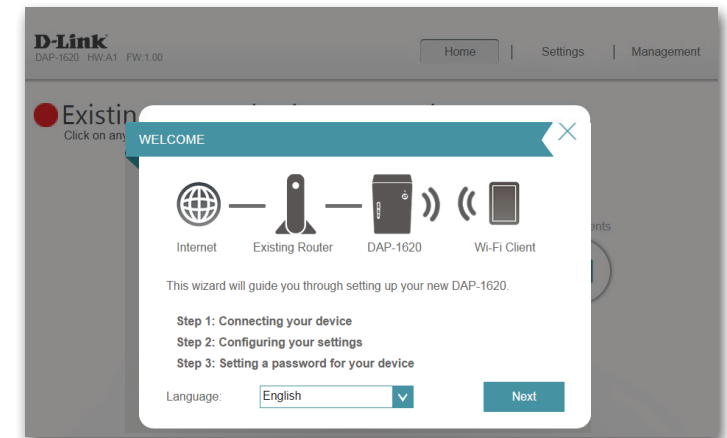 D-Link
DAP-1620 HW:A1 FW:1.00
Home | Settings | Management
Click on any
WELCOME
Internet Existing Router DAP-1620 Wi-Fi Client
This wizard will guide you through setting up your new DAP-1620.
Step 1: Connecting your device
Step 2: Configuring your settings
Step 3: Setting a password for your device
Language: English Next